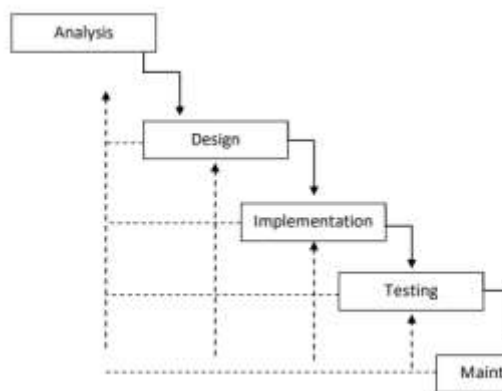 Analysis
Design
Implementation
Testing
Maint